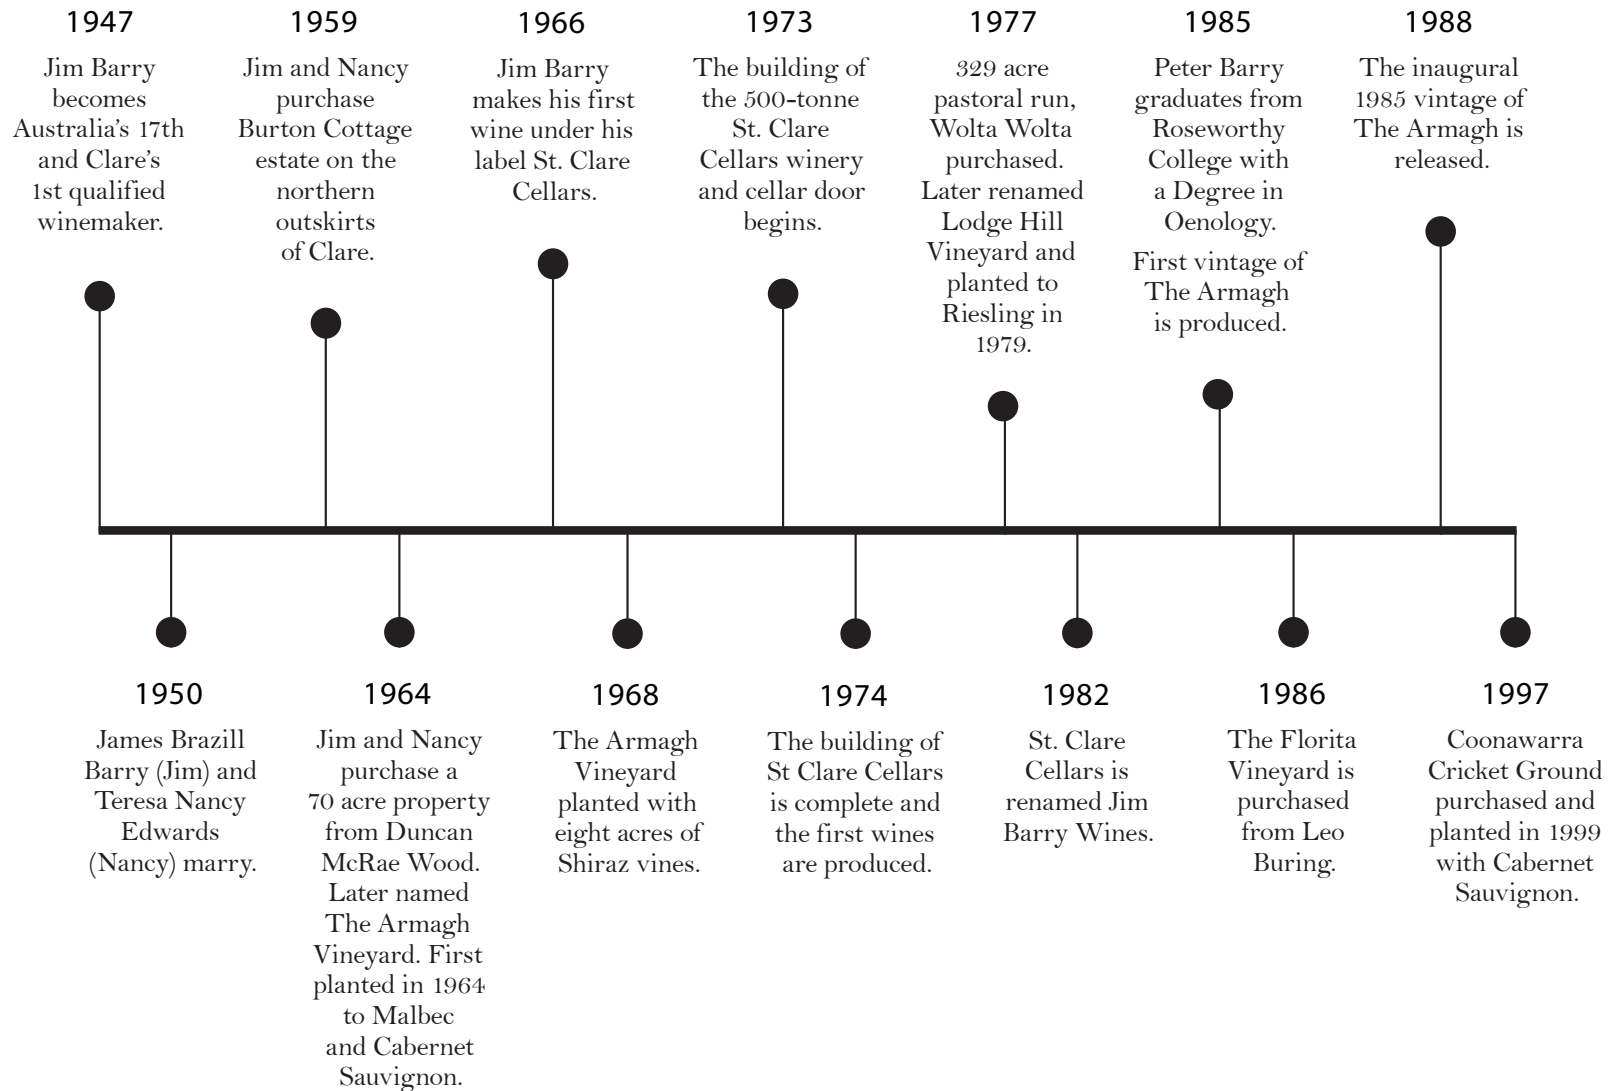 1947
Jim Barry
becomes
Australia's 17th
and Clare's
1st qualified
winemaker.
1959
Jim and Nancy
purchase
Burton Cottage
estate on the
northern
outskirts
of Clare.
1966
Jim Barry
makes his first
wine under his
label St. Clare
Cellars.
1973
The building of
the 500-tonne
St. Clare
Cellars winery
and cellar door
begins.
1977
329 acre
pastoral run,
Wolta Wolta
purchased.
Later renamed
Lodge Hill
Vineyard and
planted to
Riesling in
1979.
1985
Peter Barry
graduates from
Roseworthy
College with
a Degree in
Oenology.
First vintage of
The Armagh
is produced.
1988
The inaugural
1985 vintage of
The Armagh is
released.
1950
James Brazill
Barry (Jim) and
Teresa Nancy
Edwards
(Nancy) marry.
1964
Jim and Nancy
purchase a
70 acre property
from Duncan
McRae Wood.
Later named
The Armagh
Vineyard. First
planted in 1964
to Malbec
and Cabernet
Sauvignon.
1968
The Armagh
Vineyard
planted with
eight acres of
Shiraz vines.
1974
The building of
St Clare Cellars
is complete and
the first wines
are produced.
1982
St. Clare
Cellars is
renamed Jim
Barry Wines.
1986
The Florita
Vineyard is
purchased
from Leo
Buring.
1997
Coonawarra
Cricket Ground
purchased and
planted in 1999
with Cabernet
Sauvignon.